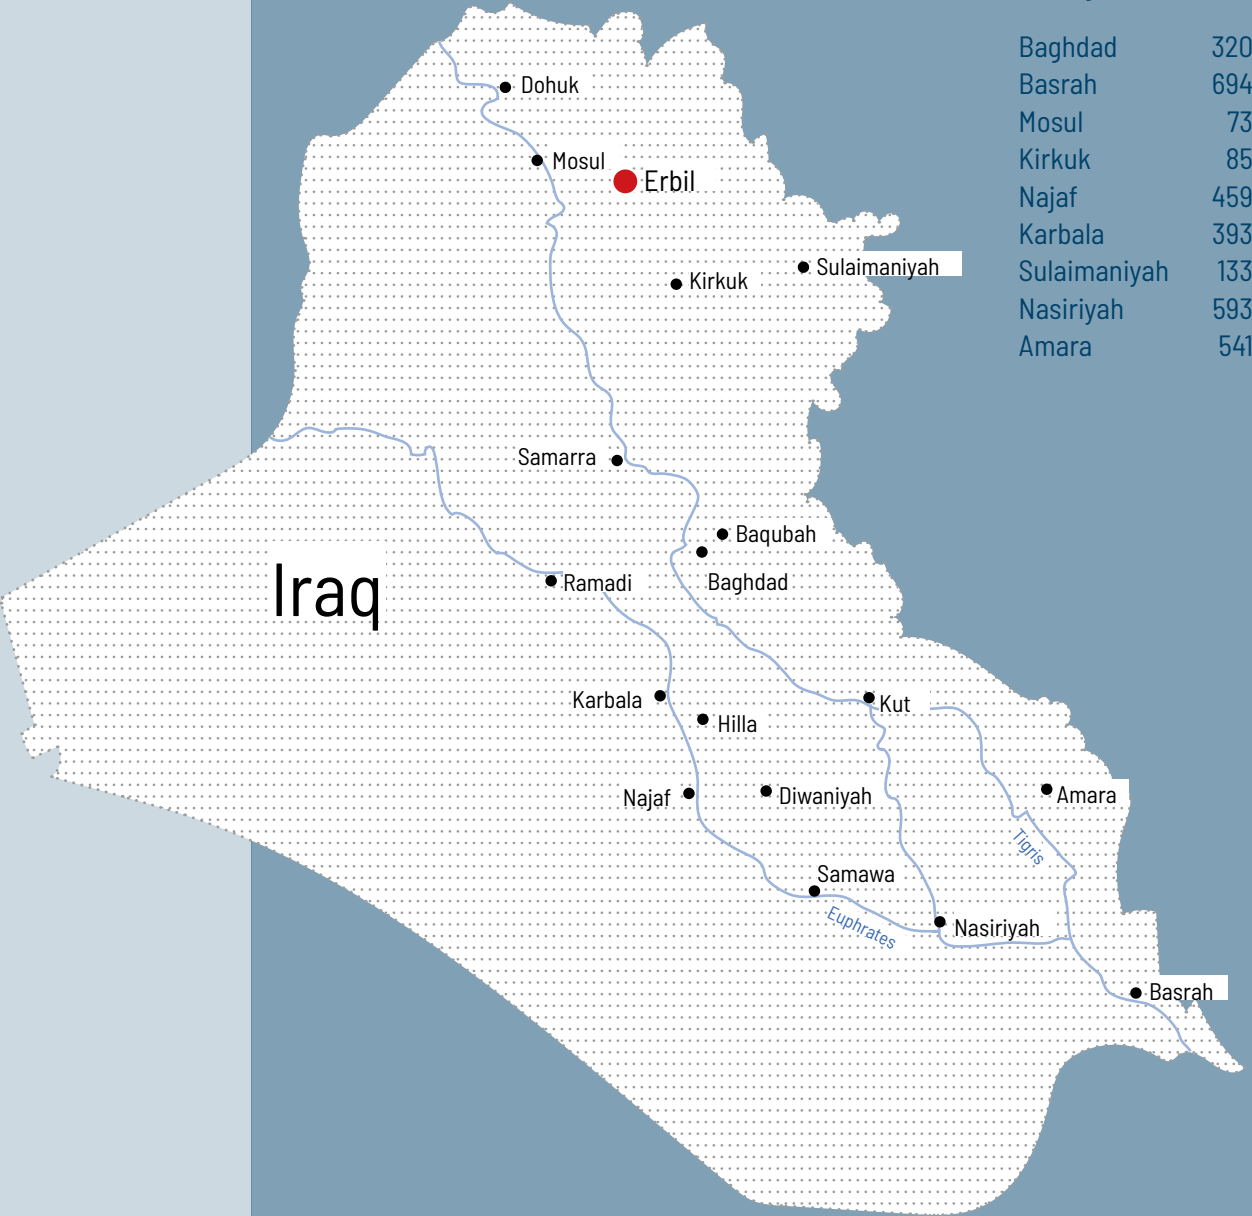 Baghdad 320
Basrah 694
Mosul 73
Kirkuk 85
Najaf 459
Karbala 393
Sulaimaniyah 133
Nasiriyah 593
Amara 541
Dohuk
Mosul
Erbil
Sulaimaniyah
Kirkuk
Samarra
Baqubah
Baghdad
Ramadi
Iraq
Karbala
Kut
Hilla
Najaf
Diwaniyah
Amara
Tigris
Samawa
Euphrates
Nasiriyah
Basrah